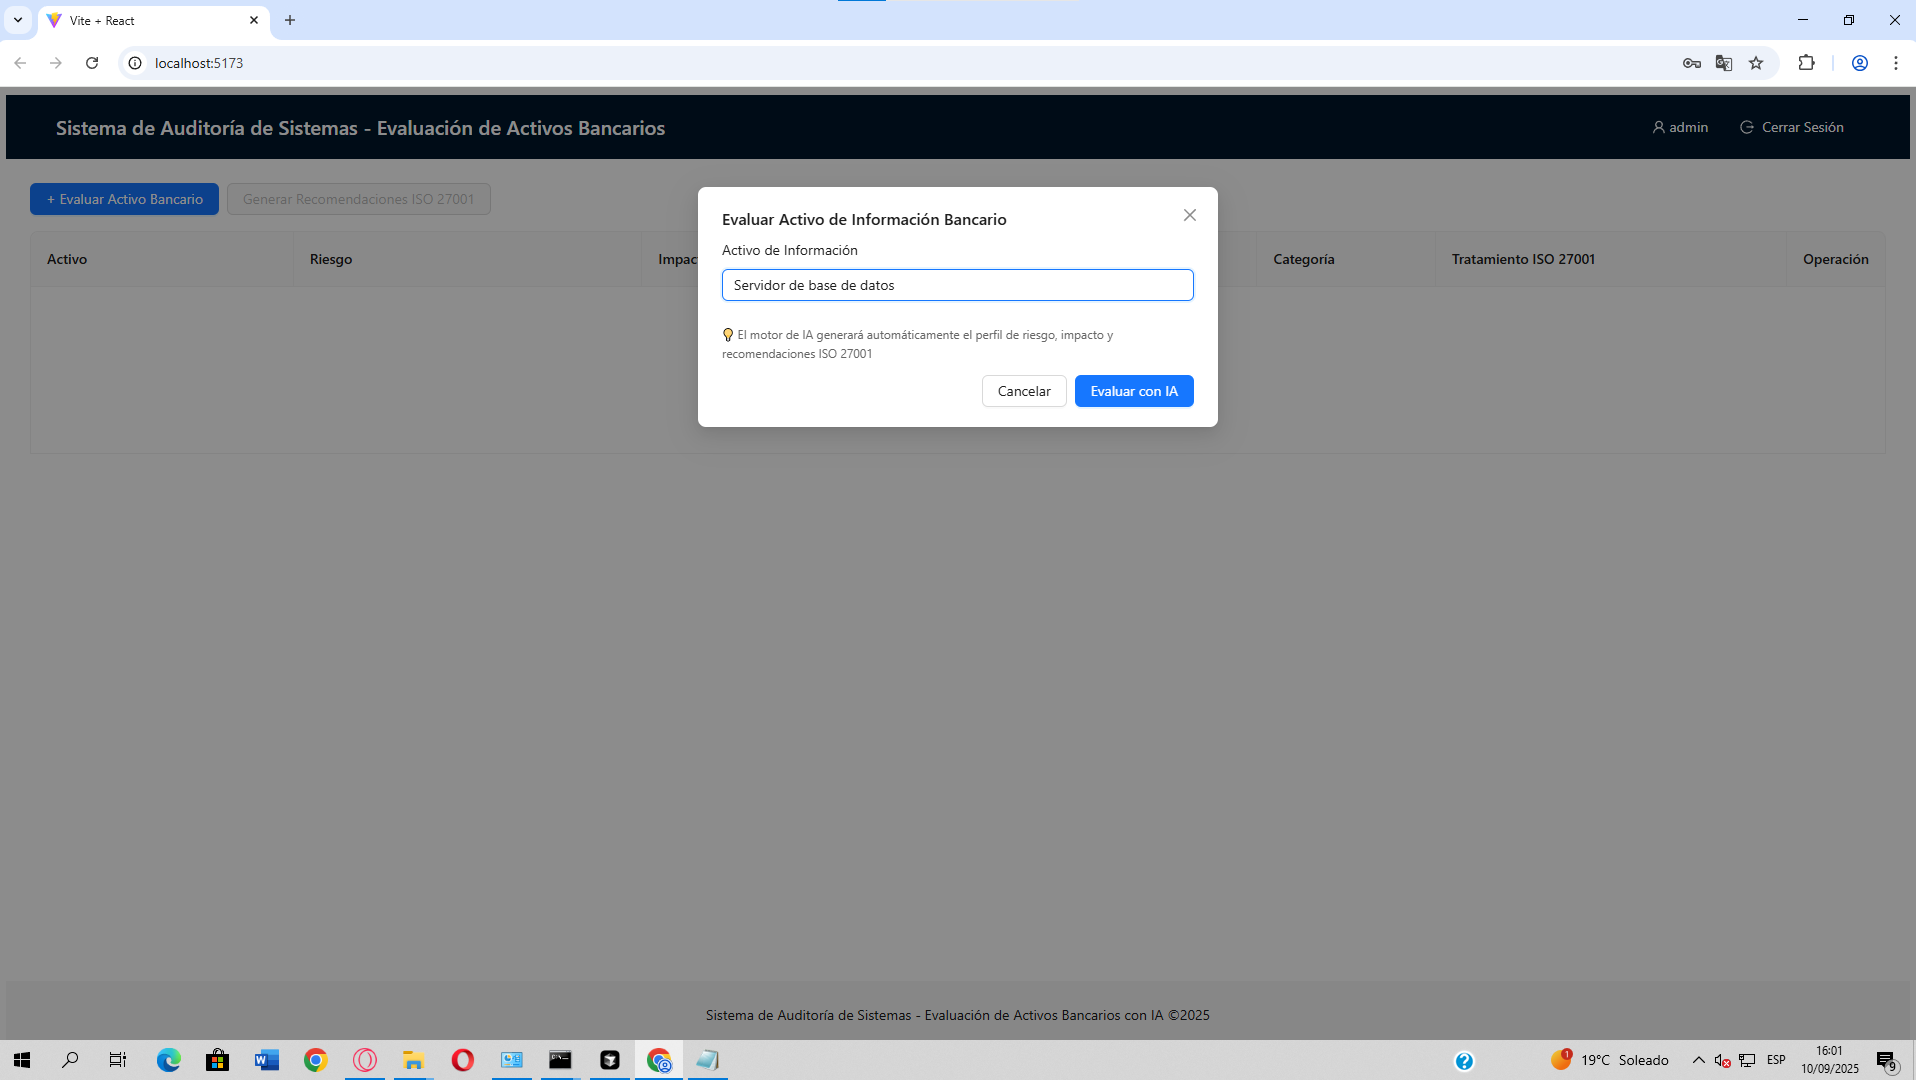 Vite + React
localhost:5173
Sistema de Auditoría de Sistemas - Evaluación de Activos Bancarios
admin
Cerrar Sesión
+ Evaluar Activo Bancario
Generar Recomendaciones ISO 27001
Activo
Riesgo
Impac
Categoría
Tratamiento ISO 27001
Operación
Evaluar Activo de Información Bancario
Activo de Información
Servidor de base de datos
El motor de IA generará automáticamente el perfil de riesgo, impacto y
recomendaciones ISO 27001
Cancelar
Evaluar con IA
Sistema de Auditoría de Sistemas - Evaluación de Activos Bancarios con IA ©2025
1
19°C Soleado
ESP
16:01
10/09/2025
9